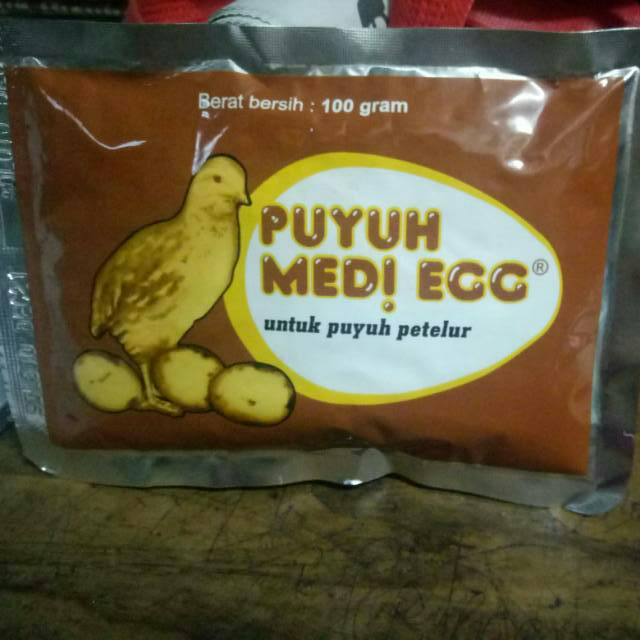 Berat bersih : 100 gram
PUYUH
MEDI EGG®
untuk puyuh petelur